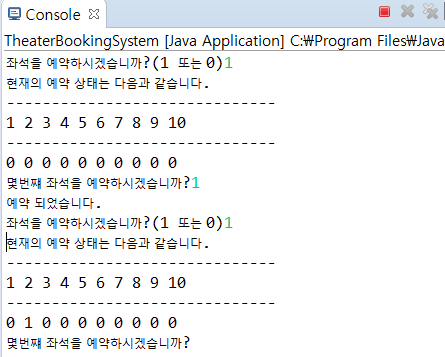 Console
TheaterBookingSystem [Java Application] C:₩Program Files₩Java
좌석을 예약하시겠습니까?(1 또는 0)1
현재의 예약 상태는 다음과 같습니다.
------------------------------
1 2 3 4 5 6 7 8 9 10
------------------------------
0 0 0 0 0 0 0 0 0 0
몇번째 좌석을 예약하시겠습니까?1
예약 되었습니다.
좌석을 예약하시겠습니까?(1 또는 0)1
현재의 예약 상태는 다음과 같습니다.
------------------------------
1 2 3 4 5 6 7 8 9 10
------------------------------
0 1 0 0 0 0 0 0 0 0
몇번째 좌석을 예약하시겠습니까?